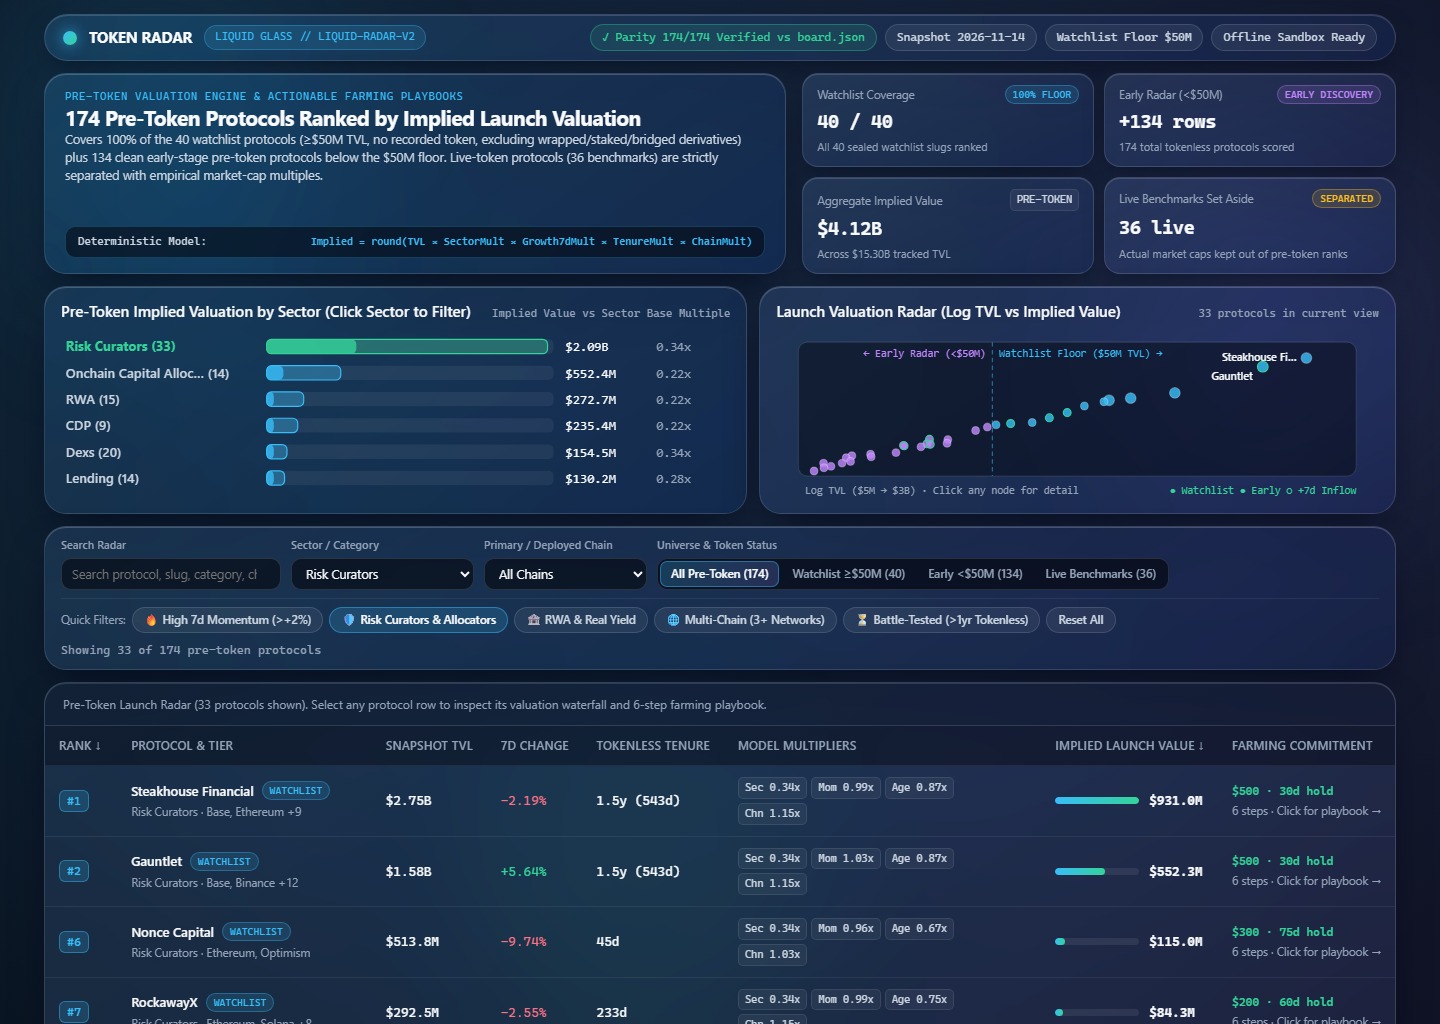 TOKEN RADAR
LIQUID GLASS // LIQUID-RADAR-V2
✓ Parity 174/174 Verified vs board.json
Snapshot 2026-11-14
Watchlist Floor $50M
Offline Sandbox Ready
PRE-TOKEN VALUATION ENGINE & ACTIONABLE FARMING PLAYBOOKS
174 Pre-Token Protocols Ranked by Implied Launch Valuation
Covers 100% of the 40 watchlist protocols (≥$50M TVL, no recorded token, excluding wrapped/staked/bridged derivatives)
plus 134 clean early-stage pre-token protocols below the $50M floor. Live-token protocols (36 benchmarks) are strictly
separated with empirical market-cap multiples.
Deterministic Model:
Implied = round(TVL × SectorMult × Growth7dMult × TenureMult × ChainMult)
Watchlist Coverage
100% FLOOR
40 / 40
All 40 sealed watchlist slugs ranked
Early Radar (<$50M)
EARLY DISCOVERY
+134 rows
174 total tokenless protocols scored
Aggregate Implied Value
PRE-TOKEN
$4.12B
Across $15.30B tracked TVL
Live Benchmarks Set Aside
SEPARATED
36 live
Actual market caps kept out of pre-token ranks
Pre-Token Implied Valuation by Sector (Click Sector to Filter)
Implied Value vs Sector Base Multiple
Risk Curators (33) $2.09B 0.34x
Onchain Capital Alloc... (14) $552.4M 0.22x
RWA (15) $272.7M 0.22x
CDP (9) $235.4M 0.22x
Dexs (20) $154.5M 0.34x
Lending (14) $130.2M 0.28x
Launch Valuation Radar (Log TVL vs Implied Value)
33 protocols in current view
← Early Radar (<$50M)
Watchlist Floor ($50M TVL) →
Steakhouse Fi...
Gauntlet
Log TVL ($5M → $3B) · Click any node for detail
● Watchlist ● Early ○ +7d Inflow
Search Radar
Search protocol, slug, category, ch
Sector / Category
Risk Curators
Primary / Deployed Chain
All Chains
Universe & Token Status
All Pre-Token (174)
Watchlist ≥$50M (40)
Early <$50M (134)
Live Benchmarks (36)
Quick Filters:
🔥 High 7d Momentum (>+2%)
🛡️ Risk Curators & Allocators
🏦 RWA & Real Yield
🌐 Multi-Chain (3+ Networks)
⏳ Battle-Tested (>1yr Tokenless)
Reset All
Showing 33 of 174 pre-token protocols
Pre-Token Launch Radar (33 protocols shown). Select any protocol row to inspect its valuation waterfall and 6-step farming playbook.
RANK ↓ PROTOCOL & TIER SNAPSHOT TVL 7D CHANGE TOKENLESS TENURE MODEL MULTIPLIERS IMPLIED LAUNCH VALUE ↓ FARMING COMMITMENT
#1
Steakhouse Financial WATCHLIST
Risk Curators · Base, Ethereum +9
$2.75B
−2.19%
1.5y (543d)
Sec 0.34x Mom 0.99x Age 0.87x
Chn 1.15x
$931.0M
$500 · 30d hold
6 steps · Click for playbook →
#2
Gauntlet WATCHLIST
Risk Curators · Base, Binance +12
$1.58B
+5.64%
1.5y (543d)
Sec 0.34x Mom 1.03x Age 0.87x
Chn 1.15x
$552.3M
$500 · 30d hold
6 steps · Click for playbook →
#6
Nonce Capital WATCHLIST
Risk Curators · Ethereum, Optimism
$513.8M
−9.74%
45d
Sec 0.34x Mom 0.96x Age 0.67x
Chn 1.03x
$115.0M
$300 · 75d hold
6 steps · Click for playbook →
#7
RockawayX WATCHLIST
Risk Curators · Ethereum, Solana +8
$292.5M
−2.55%
233d
Sec 0.34x Mom 0.99x Age 0.75x
Chn 1.15x
$84.3M
$200 · 60d hold
6 steps · Click for playbook →